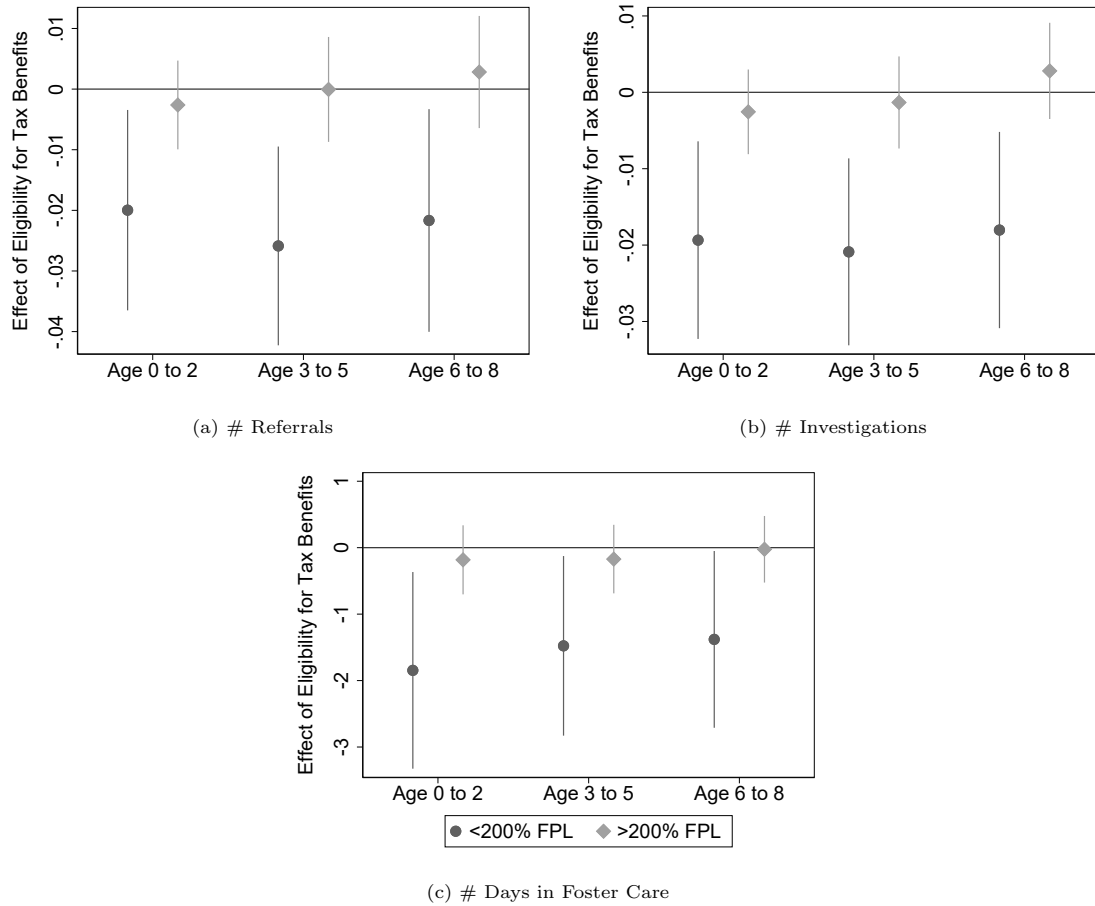 Effect of Eligibility for Tax Benefits
.01
0
-.01
-.02
-.03
-.04
Age 0 to 2 Age 3 to 5 Age 6 to 8
(a) # Referrals
Effect of Eligibility for Tax Benefits
.01
0
-.01
-.02
-.03
Age 0 to 2 Age 3 to 5 Age 6 to 8
(b) # Investigations
Effect of Eligibility for Tax Benefits
1
0
-1
-2
-3
Age 0 to 2 Age 3 to 5 Age 6 to 8
<200% FPL >200% FPL
(c) # Days in Foster Care